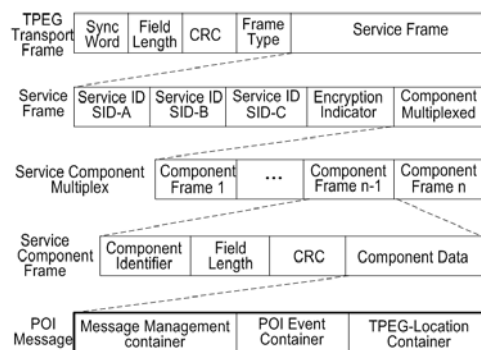 TPEG Transport Frame
Sync Word
Field Length
CRC
Frame Type
Service Frame
Service Frame
Service ID SID-A
Service ID SID-B
Service ID SID-C
Encryption Indicator
Component Multiplexed
Service Component Multiplex
Component Frame 1
...
Component Frame n-1
Component Frame n
Service Component Frame
Component Identifier
Field Length
CRC
Component Data
POI Message
Message Management container
POI Event Container
TPEG-Location Container